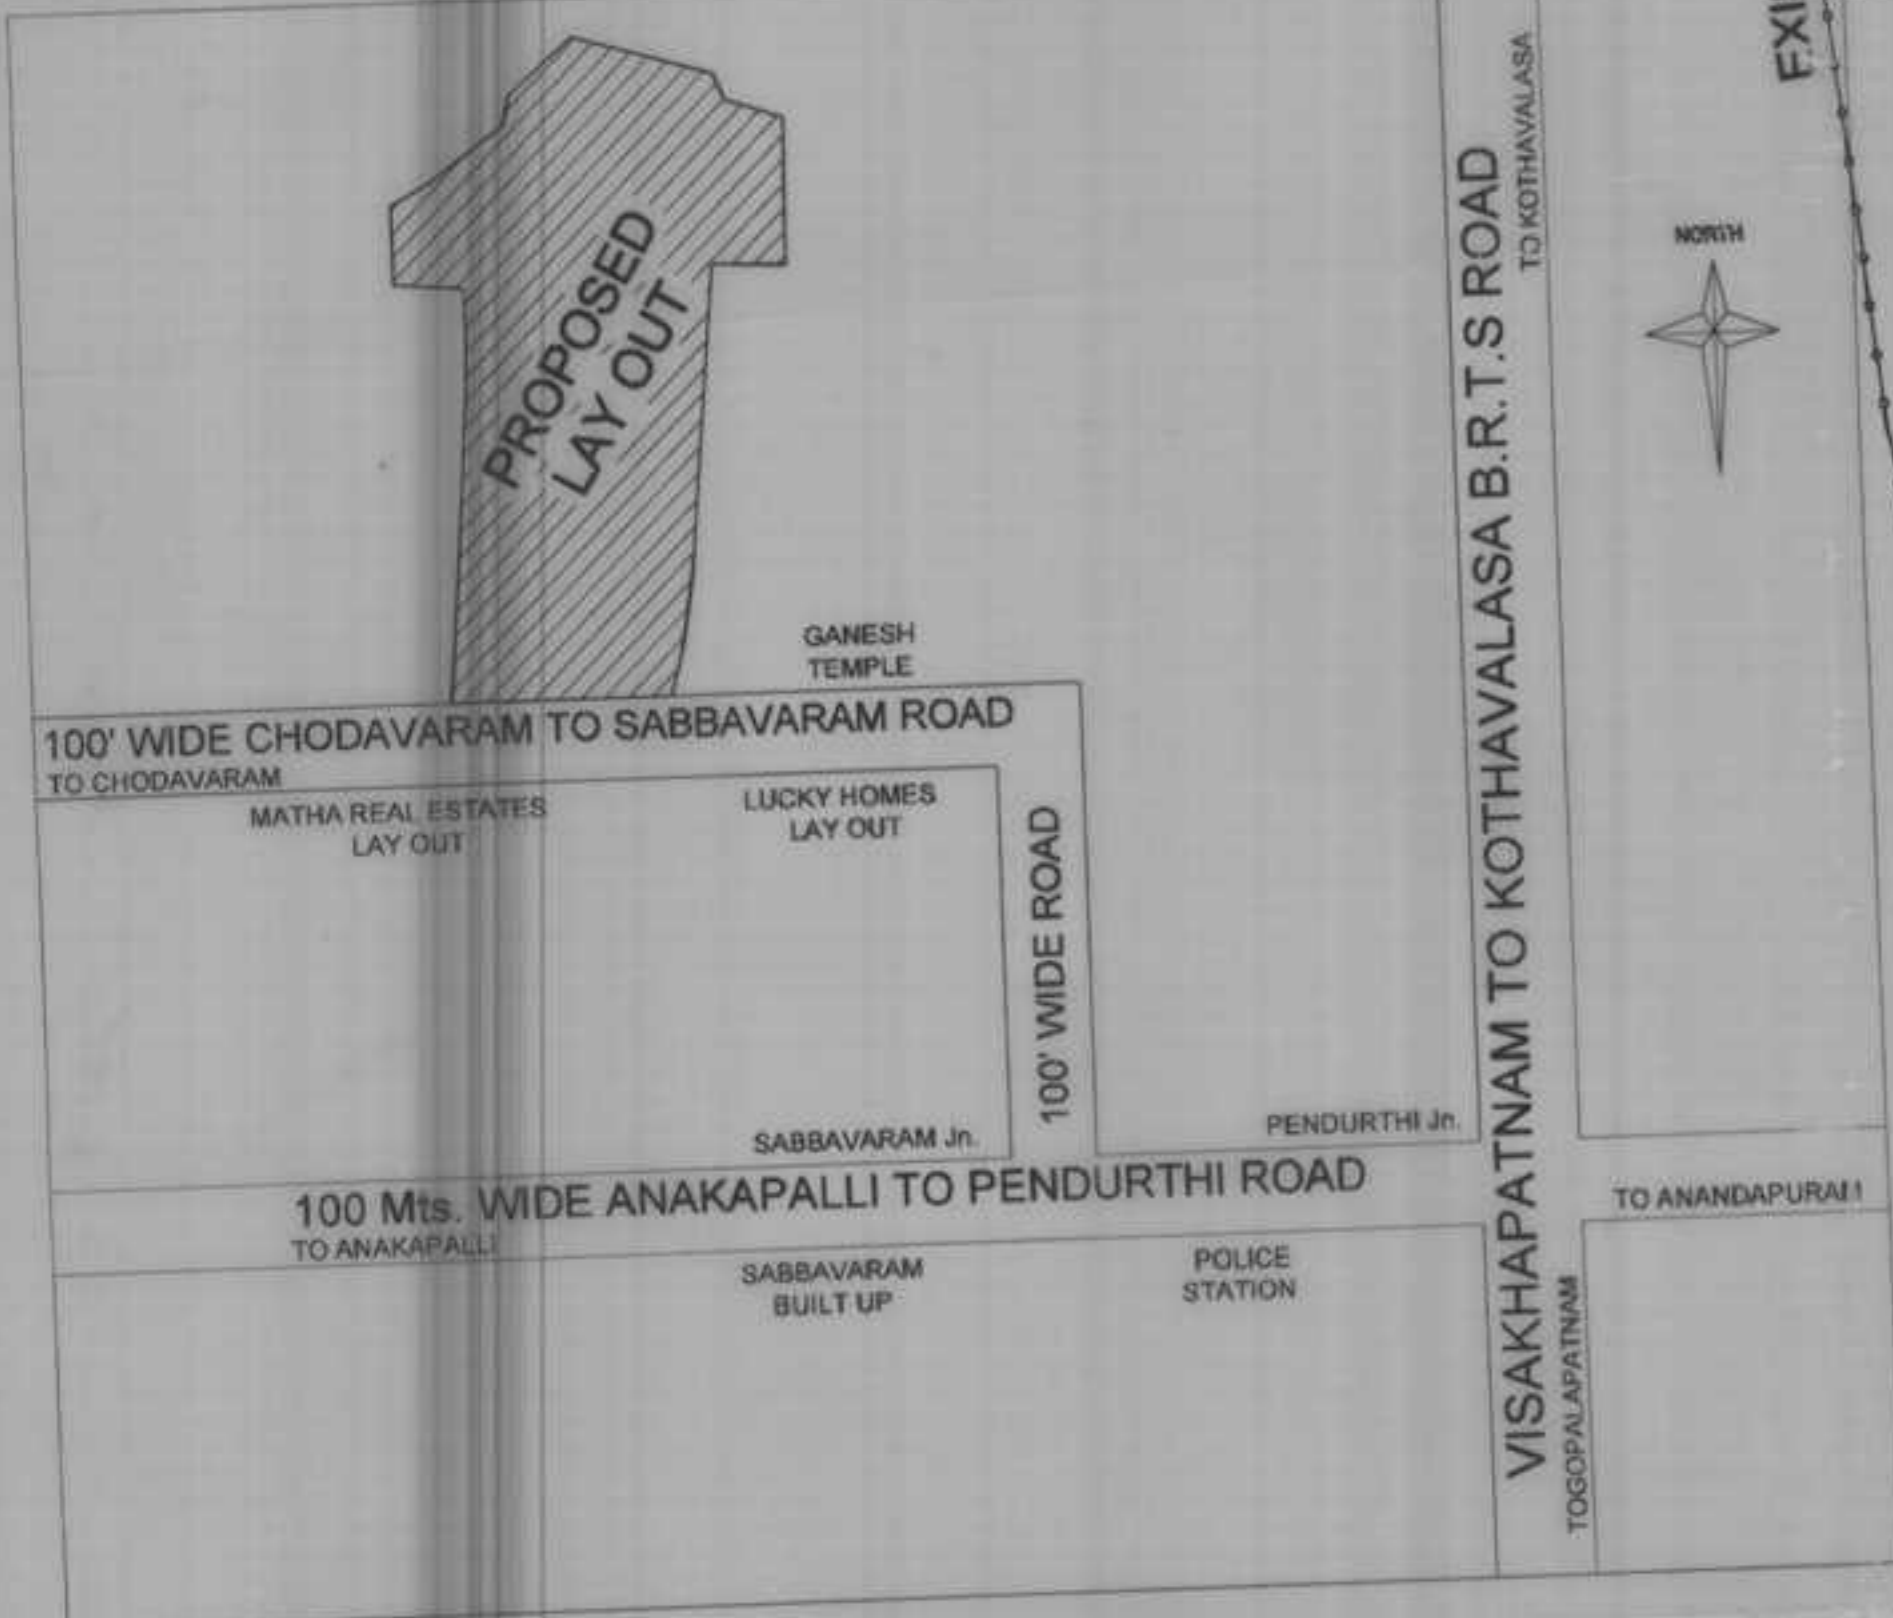 PROPOSED
LAY OUT
GANESH
TEMPLE
100' WIDE CHODAVARAM TO SABBAVARAM ROAD
TO CHODAVARAM
MATHA REAL ESTATES
LAY OUT
LUCKY HOMES
LAY OUT
100' WIDE ROAD
SABBAVARAM Jn.
PENDURTHI Jn.
100 Mts. WIDE ANAKAPALLI TO PENDURTHI ROAD
TO ANAKAPALLI
SABBAVARAM
BUILT UP
POLICE
STATION
VISAKHAPATNAM TO KOTHAVALASA B.R.T.S ROAD
TO KOTHAVALASA
TOGOPALAPATNAM
TO ANANDAPURAM
NORTH
EXI